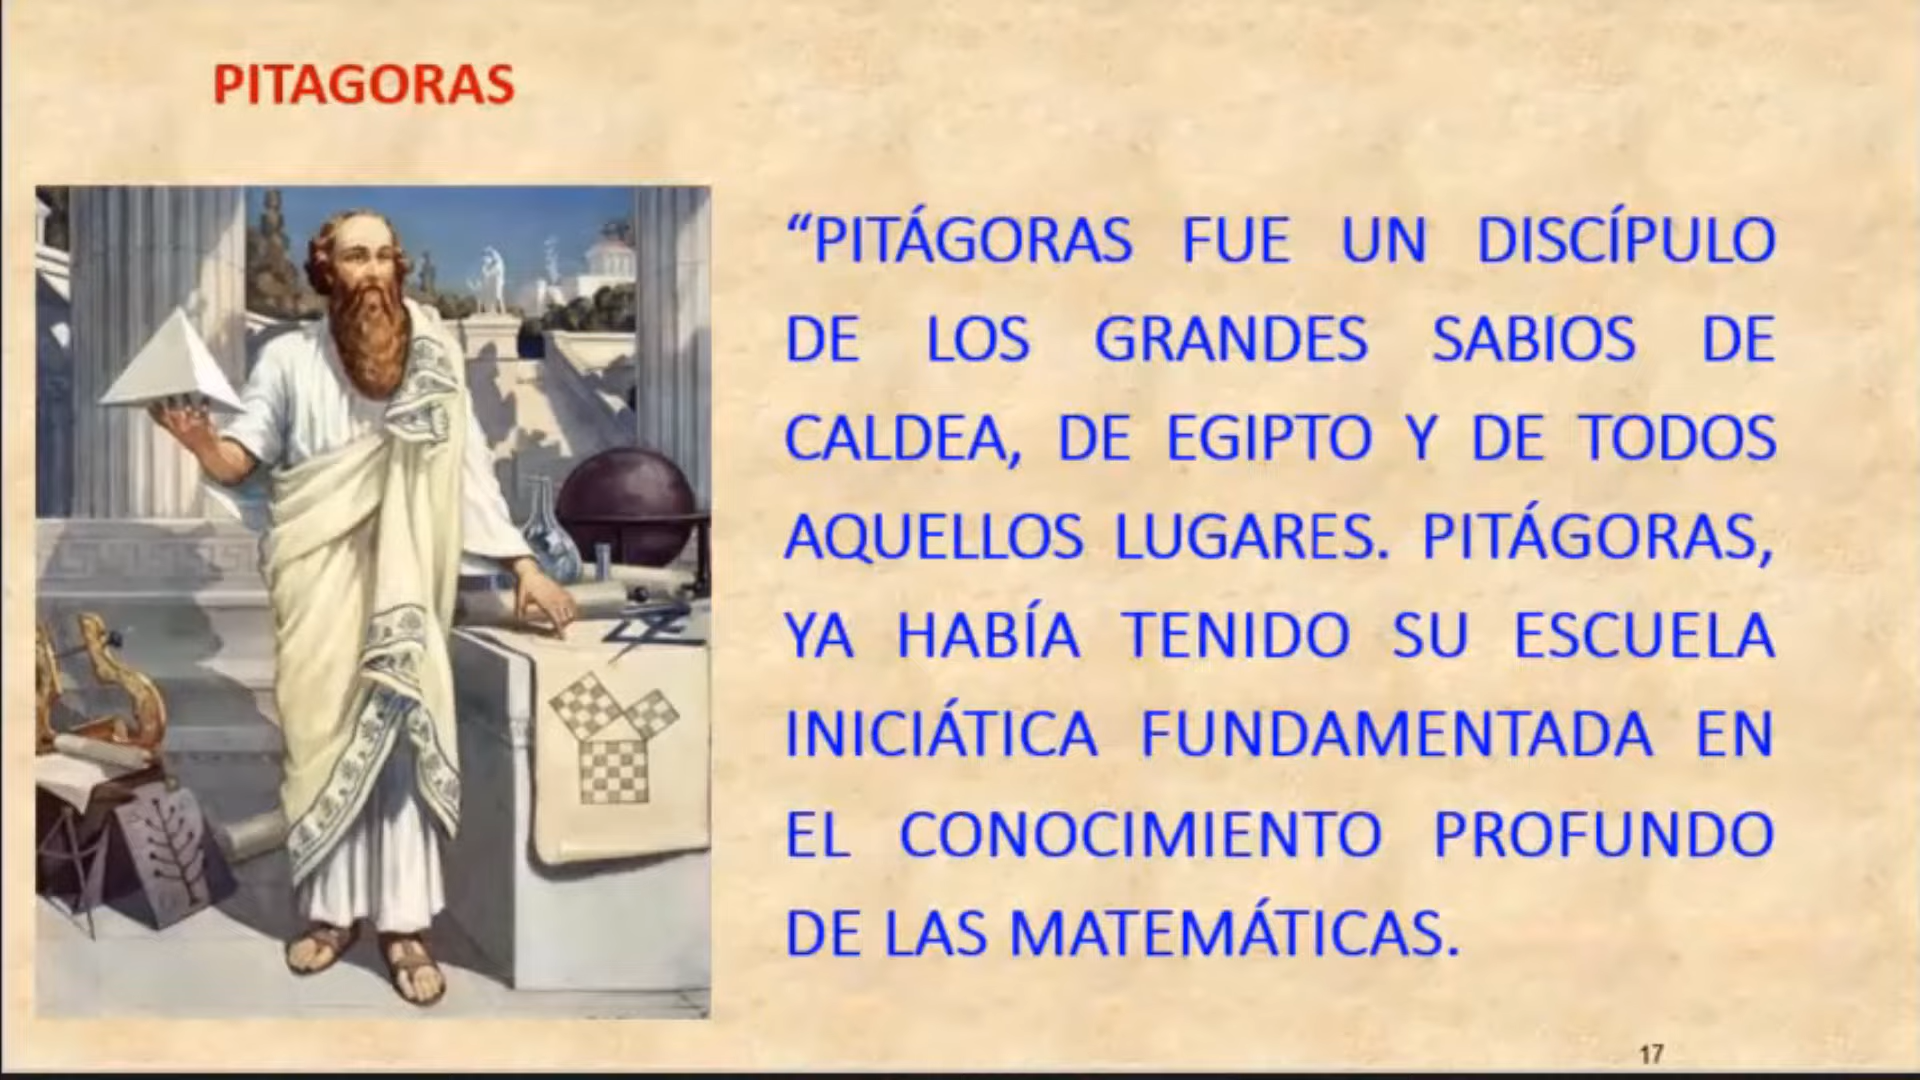 PITAGORAS
“PITÁGORAS FUE UN DISCÍPULO
DE LOS GRANDES SABIOS DE
CALDEA, DE EGIPTO Y DE TODOS
AQUELLOS LUGARES. PITÁGORAS,
YA HABÍA TENIDO SU ESCUELA
INICIÁTICA FUNDAMENTADA EN
EL CONOCIMIENTO PROFUNDO
DE LAS MATEMÁTICAS.
17